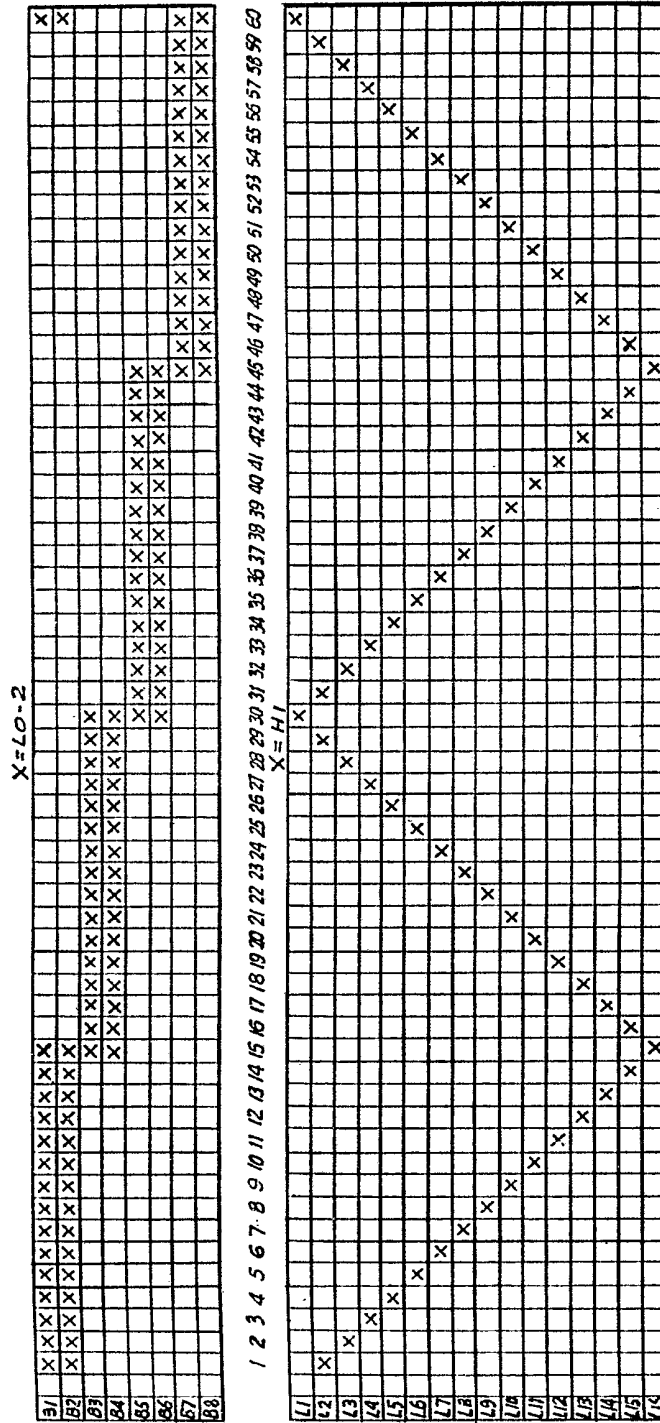 X=LO-2
B1 X X X X X X X X X X X X X X X X
B2 X X X X X X X X X X X X X X X X
B3 X X X X X X X X X X X X X X X X
B4 X X X X X X X X X X X X X X X X
B5 X X X X X X X X X X X X X X X X
B6 X X X X X X X X X X X X X X X X
B7 X X X X X X X X X X X X X X X X
B8 X X X X X X X X X X X X X X X X
1 2 3 4 5 6 7 8 9 10 11 12 13 14 15 16 17 18 19 20 21 22 23 24 25 26 27 28 29 30 31 32 33 34 35 36 37 38 39 40 41 42 43 44 45 46 47 48 49 50 51 52 53 54 55 56 57 58 59 60
X=HI
L1 X X
L2 X X X X
L3 X X X X
L4 X X X X
L5 X X X X
L6 X X X X
L7 X X X X
L8 X X X X
L9 X X X X
L10 X X X X
L11 X X X X
L12 X X X X
L13 X X X X
L14 X X X X
L15 X X X X
L16 X X